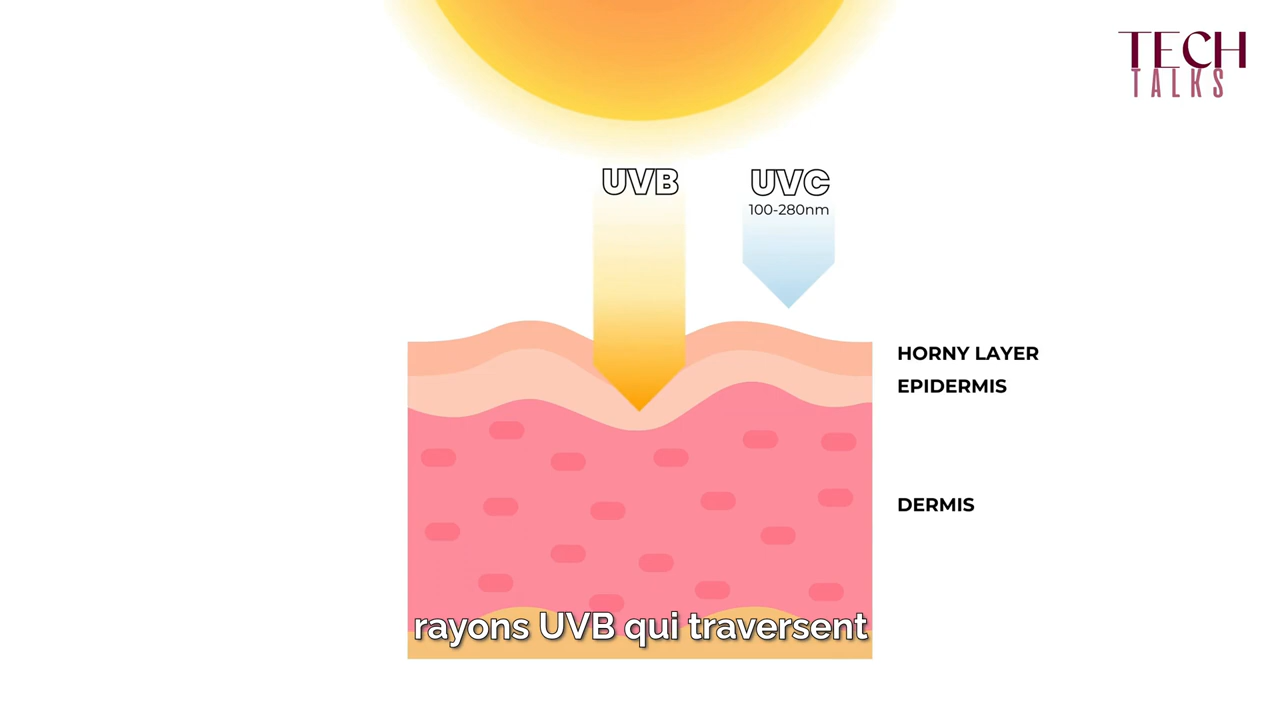 TECH
TALKS
UVB
UVC
100-280nm
HORNY LAYER
EPIDERMIS
DERMIS
rayons UVB qui traversent